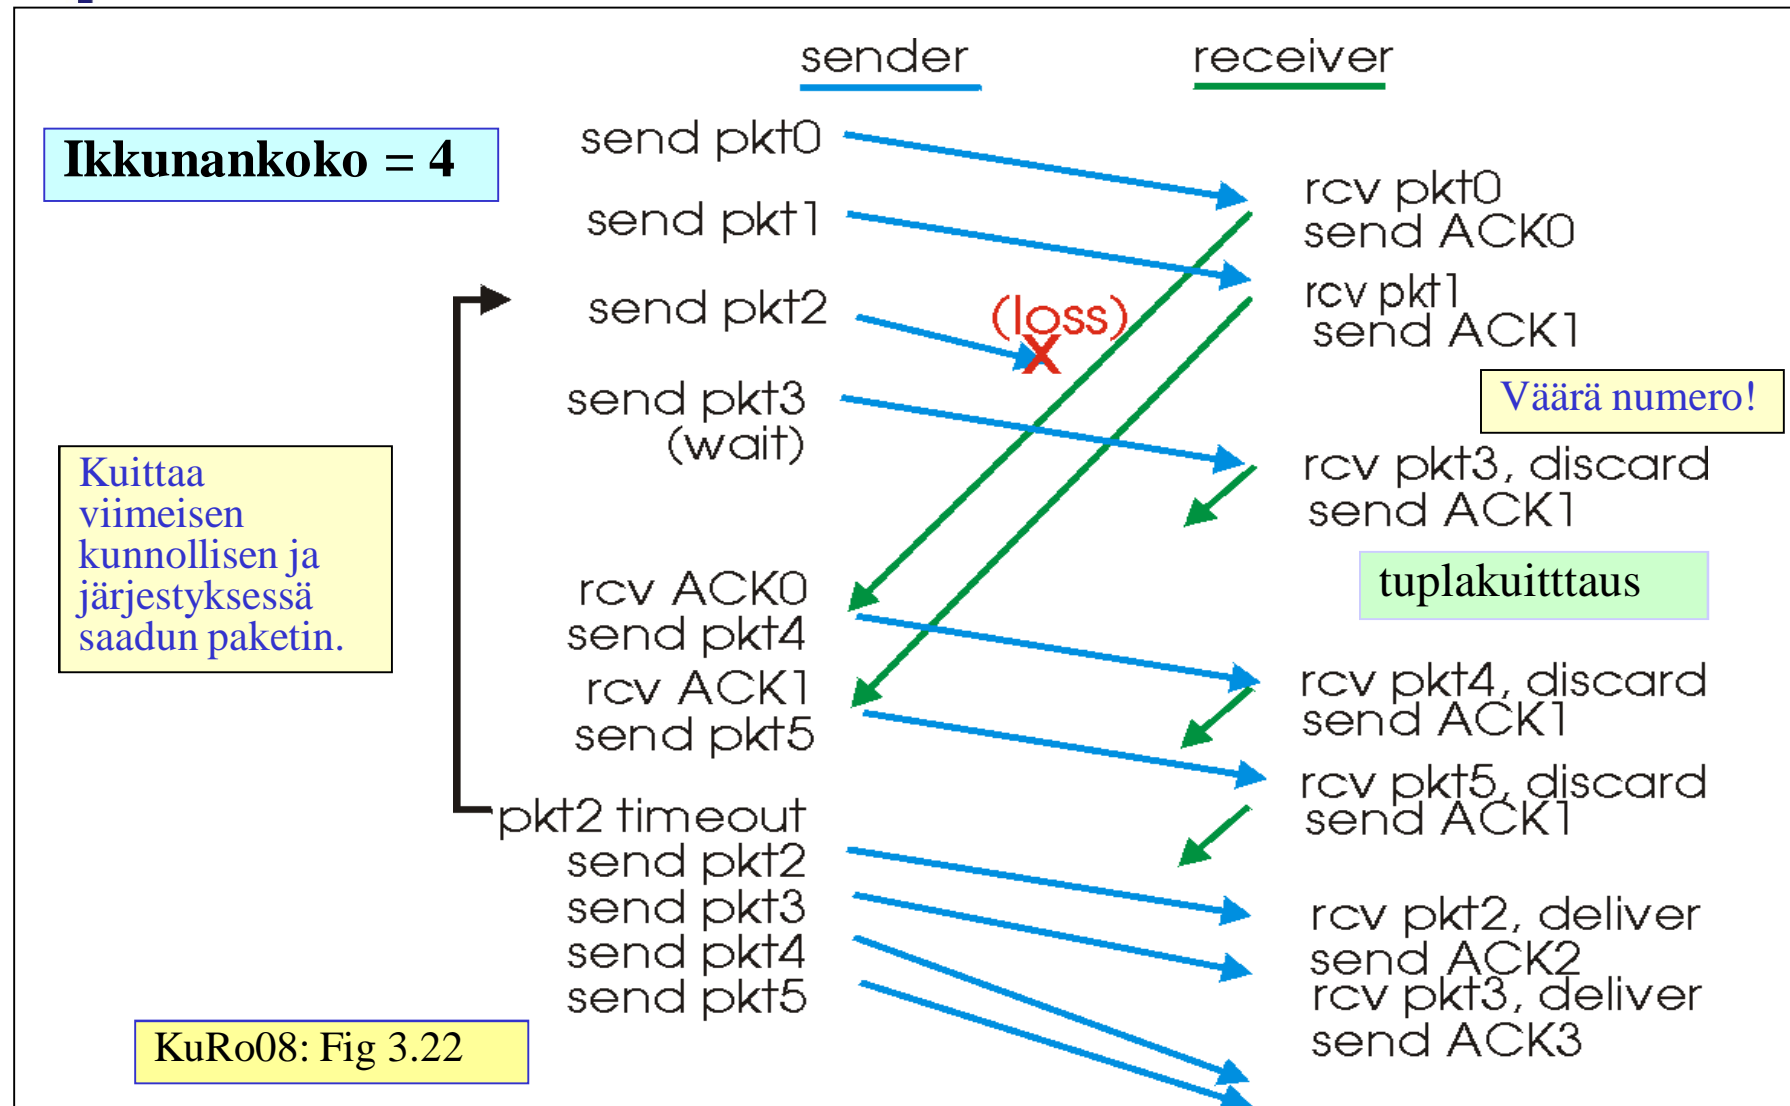 sender
receiver
Ikkunankoko = 4
send pkt0
send pkt1
send pkt2
(loss)
X
send pkt3
(wait)
rcv pkt0
send ACK0
rcv pkt1
send ACK1
Väärä numero!
rcv pkt3, discard
send ACK1
tuplakuitttaus
Kuittaa
viimeisen
kunnollisen ja
järjestyksessä
saadun paketin.
rcv ACK0
send pkt4
rcv ACK1
send pkt5
rcv pkt4, discard
send ACK1
rcv pkt5, discard
send ACK1
pkt2 timeout
send pkt2
send pkt3
send pkt4
send pkt5
rcv pkt2, deliver
send ACK2
rcv pkt3, deliver
send ACK3
KuRo08: Fig 3.22